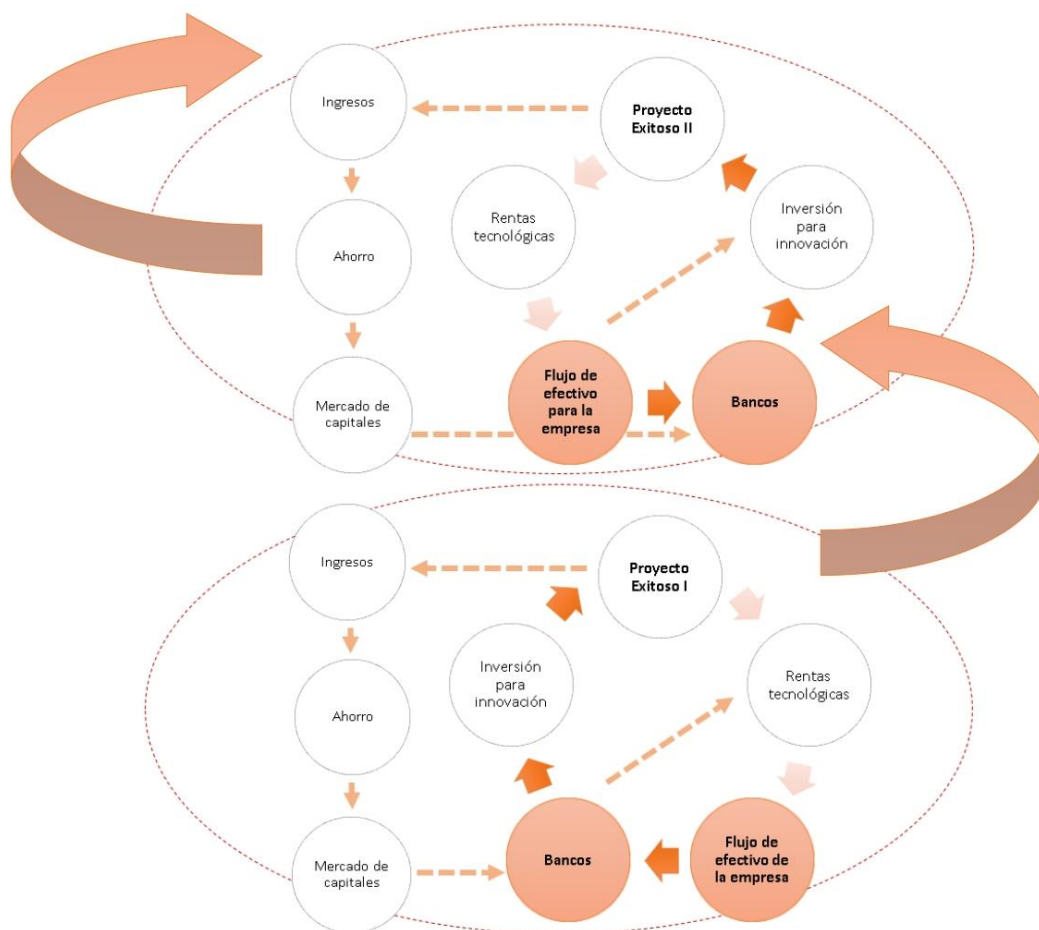 Ingresos
Proyecto
Exitoso II
Rentas
tecnológicas
Inversión
para
innovación
Ahorro
Mercado de
capitales
Flujo de
efectivo
para la
empresa
Bancos
Ingresos
Proyecto
Exitoso I
Inversión
para
innovación
Rentas
tecnológicas
Ahorro
Mercado de
capitales
Bancos
Flujo de
efectivo de
la empresa